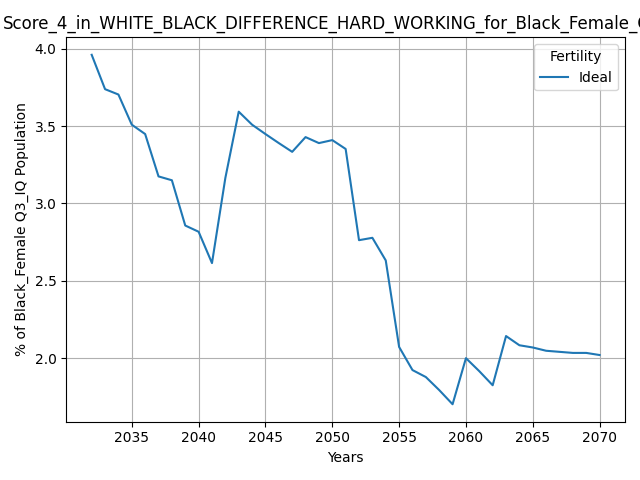 Score_4_in_WHITE_BLACK_DIFFERENCE_HARD_WORKING_for_Black_Female_
Fertility
Ideal
4.0
3.5
3.0
2.5
2.0
% of Black_Female Q3_IQ Population
2035
2040
2045
2050
2055
2060
2065
2070
Years